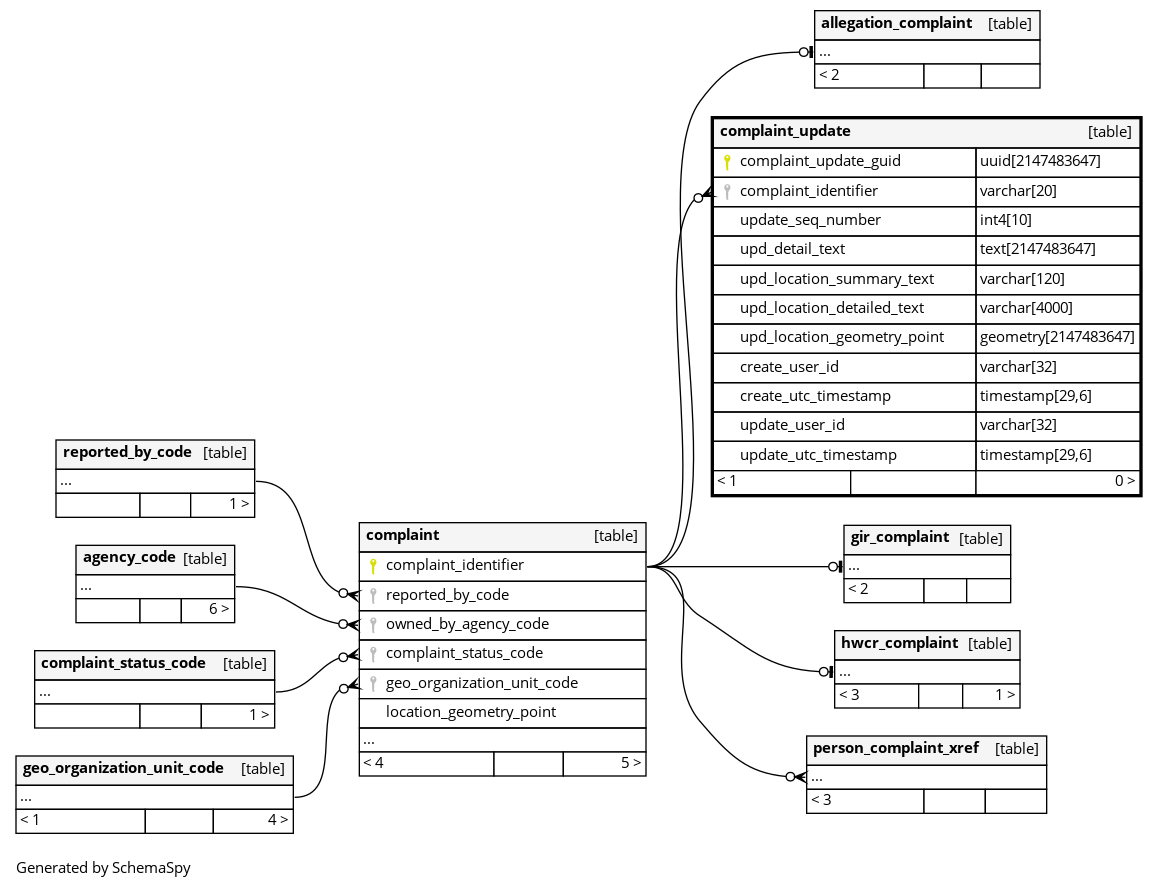 allegation_complaint [table]
...
< 2
complaint_update [table]
complaint_update_guid uuid[2147483647]
complaint_identifier varchar[20]
update_seq_number int4[10]
upd_detail_text text[2147483647]
upd_location_summary_text varchar[120]
upd_location_detailed_text varchar[4000]
upd_location_geometry_point geometry[2147483647]
create_user_id varchar[32]
create_utc_timestamp timestamp[29,6]
update_user_id varchar[32]
update_utc_timestamp timestamp[29,6]
< 1 0 >
reported_by_code [table]
...
1 >
agency_code [table]
...
6 >
complaint_status_code [table]
...
1 >
geo_organization_unit_code [table]
...
< 1 4 >
complaint [table]
complaint_identifier
reported_by_code
owned_by_agency_code
complaint_status_code
geo_organization_unit_code
location_geometry_point
...
< 4 5 >
gir_complaint [table]
...
< 2
hwcr_complaint [table]
...
< 3 1 >
person_complaint_xref [table]
...
< 3
Generated by SchemaSpy